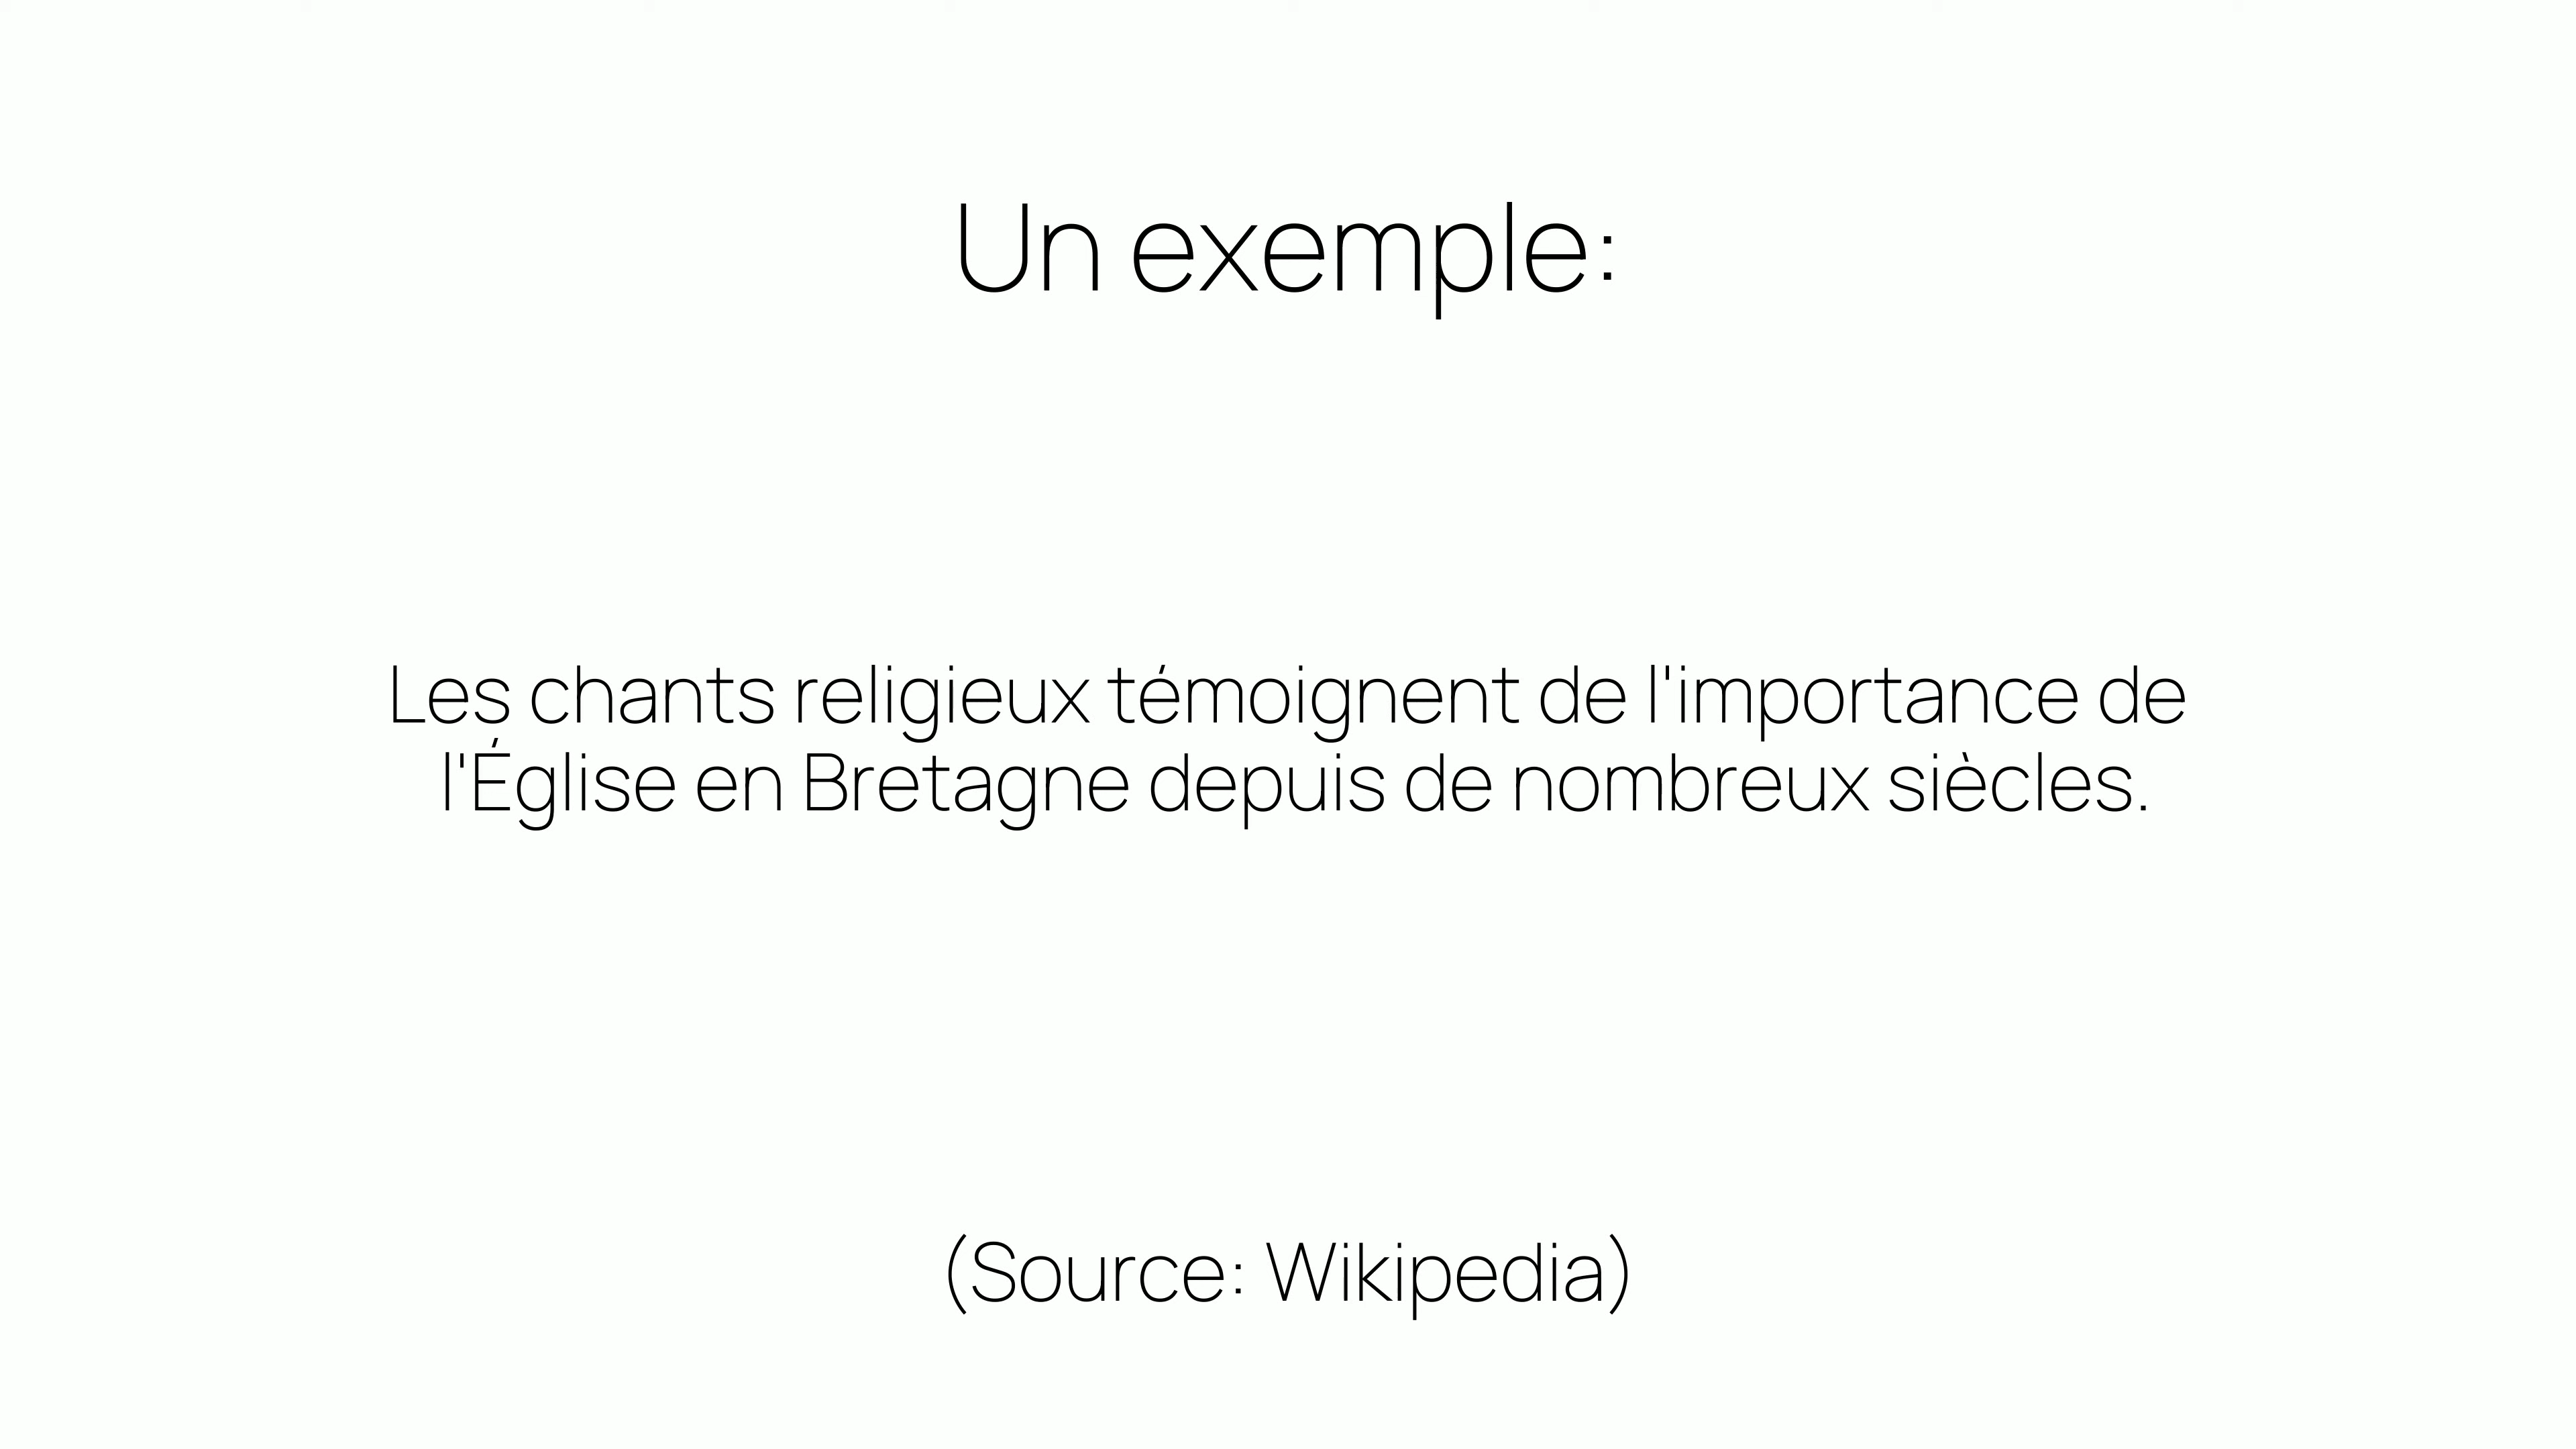 Un exemple:
Les chants religieux témoignent de l'importance de
l'Église en Bretagne depuis de nombreux siècles.
(Source: Wikipedia)